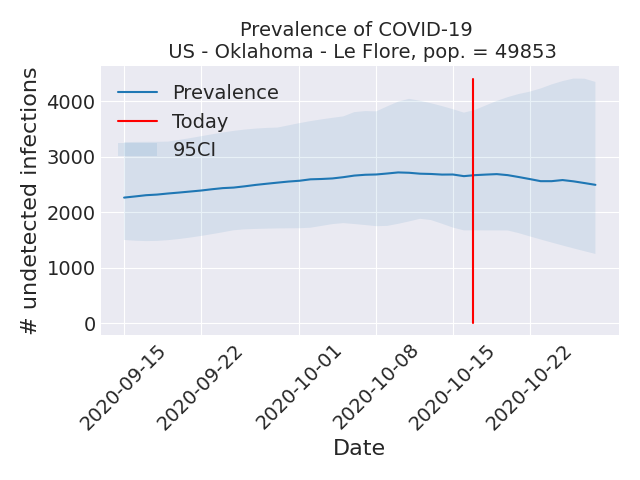 Prevalence of COVID-19
US - Oklahoma - Le Flore, pop. = 49853
# undetected infections
4000
3000
2000
1000
0
Prevalence
Today
95CI
2020-09-15
2020-09-22
2020-10-01
2020-10-08
2020-10-15
2020-10-22
Date